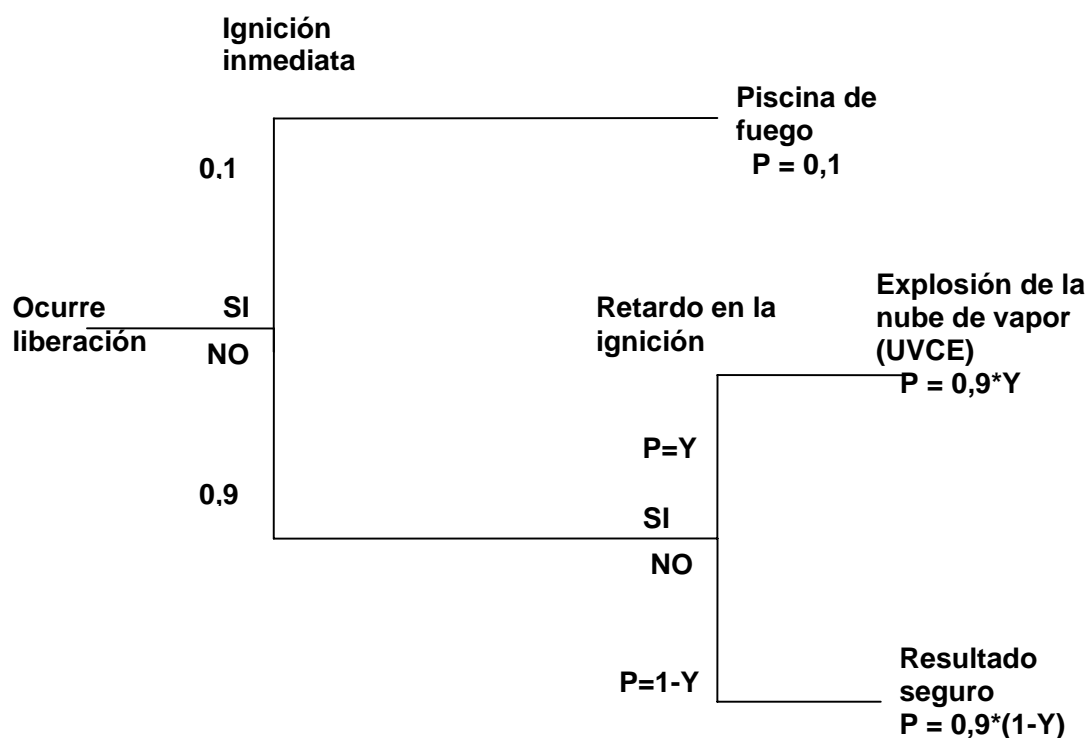 Ignición
inmediata
Piscina de
fuego
P = 0,1
0,1
Ocurre
liberación
SI
NO
Retardo en la
ignición
Explosión de la
nube de vapor
(UVCE)
P = 0,9*Y
P=Y
0,9
SI
NO
P=1-Y
Resultado
seguro
P = 0,9*(1-Y)